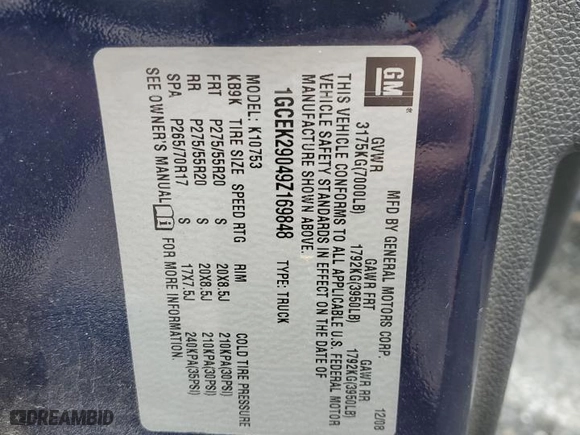 GM
MFD BY GENERAL MOTORS CORP. 12/08
GVWR GAWR FRT GAWR RR
3175KG(7000LB) 1792KG(3950LB) 1792KG(3950LB)
THIS VEHICLE CONFORMS TO ALL APPLICABLE U.S. FEDERAL MOTOR
VEHICLE SAFETY STANDARDS IN EFFECT ON THE DATE OF
MANUFACTURE SHOWN ABOVE.
1GCEK29049Z169848 TYPE: TRUCK
MODEL: K10753
KB9K TIRE SIZE SPEED RTG RIM COLD TIRE PRESSURE
FRT P275/55R20 S 20X8.5J 210KPA(30PSI)
RR P275/55R20 S 20X8.5J 210KPA(30PSI)
SPA P265/70R17 S 17X7.5J 240KPA(35PSI)
SEE OWNER'S MANUAL FOR MORE INFORMATION.
DREAMBID